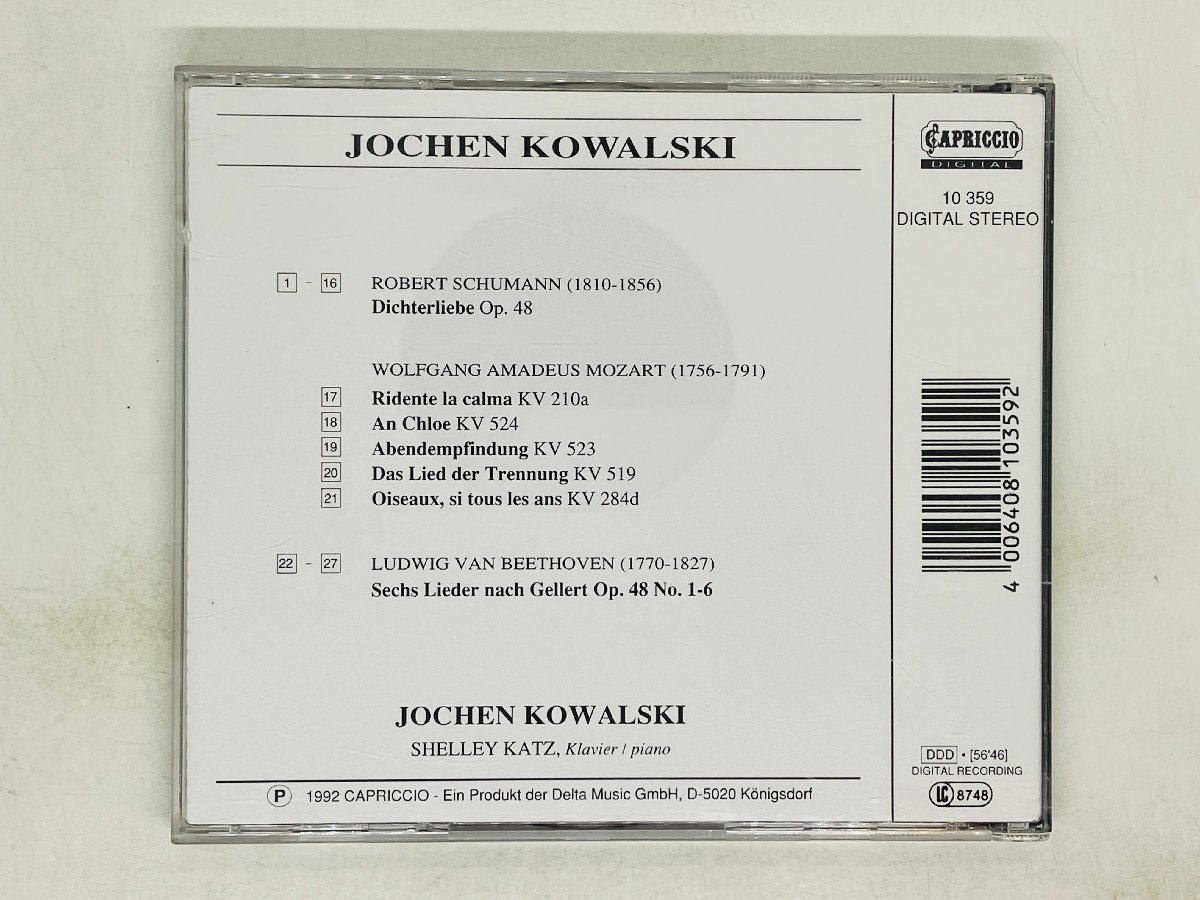 JOCHEN KOWALSKI
1 - 16 ROBERT SCHUMANN (1810-1856)
Dichterliebe Op. 48
WOLFGANG AMADEUS MOZART (1756-1791)
17 Ridente la calma KV 210a
18 An Chloe KV 524
19 Abendempfindung KV 523
20 Das Lied der Trennung KV 519
21 Oiseaux, si tous les ans KV 284d
22 - 27 LUDWIG VAN BEETHOVEN (1770-1827)
Sechs Lieder nach Gellert Op. 48 No. 1-6
JOCHEN KOWALSKI
SHELLEY KATZ, Klavier / piano
Ⓟ 1992 CAPRICCIO - Ein Produkt der Delta Music GmbH, D-5020 Königsdorf
CAPRICCIO
DIGITAL
10 359
DIGITAL STEREO
4 006408 103592
DDD • [56'46]
DIGITAL RECORDING
LC 8748